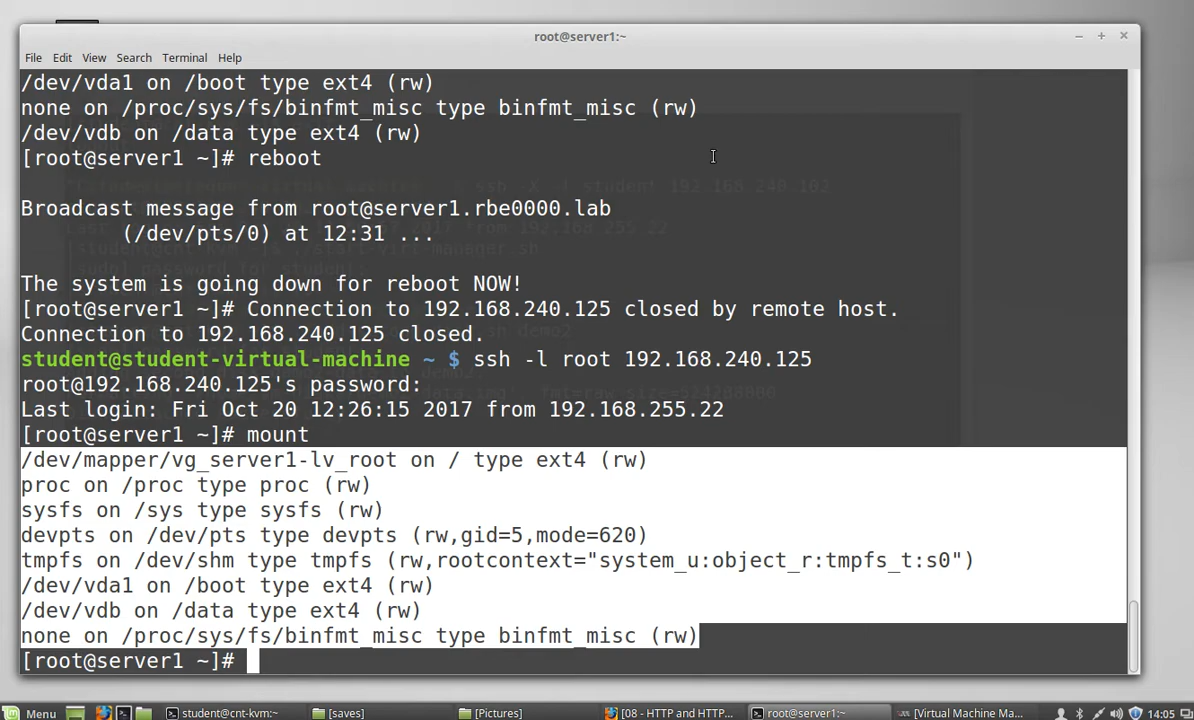 root@server1:~
File Edit View Search Terminal Help
/dev/vda1 on /boot type ext4 (rw)
none on /proc/sys/fs/binfmt_misc type binfmt_misc (rw)
/dev/vdb on /data type ext4 (rw)
[root@server1 ~]# reboot
Broadcast message from root@server1.rbe0000.lab
(/dev/pts/0) at 12:31 ...
The system is going down for reboot NOW!
[root@server1 ~]# Connection to 192.168.240.125 closed by remote host.
Connection to 192.168.240.125 closed.
student@student-virtual-machine ~ $ ssh -l root 192.168.240.125
root@192.168.240.125's password:
Last login: Fri Oct 20 12:26:15 2017 from 192.168.255.22
[root@server1 ~]# mount
/dev/mapper/vg_server1-lv_root on / type ext4 (rw)
proc on /proc type proc (rw)
sysfs on /sys type sysfs (rw)
devpts on /dev/pts type devpts (rw,gid=5,mode=620)
tmpfs on /dev/shm type tmpfs (rw,rootcontext="system_u:object_r:tmpfs_t:s0")
/dev/vda1 on /boot type ext4 (rw)
/dev/vdb on /data type ext4 (rw)
none on /proc/sys/fs/binfmt_misc type binfmt_misc (rw)
[root@server1 ~]#
Menu student@cnt-kvm:~ [saves] [Pictures] [08 - HTTP and HTTP... root@server1:~ [Virtual Machine Ma... 14:05